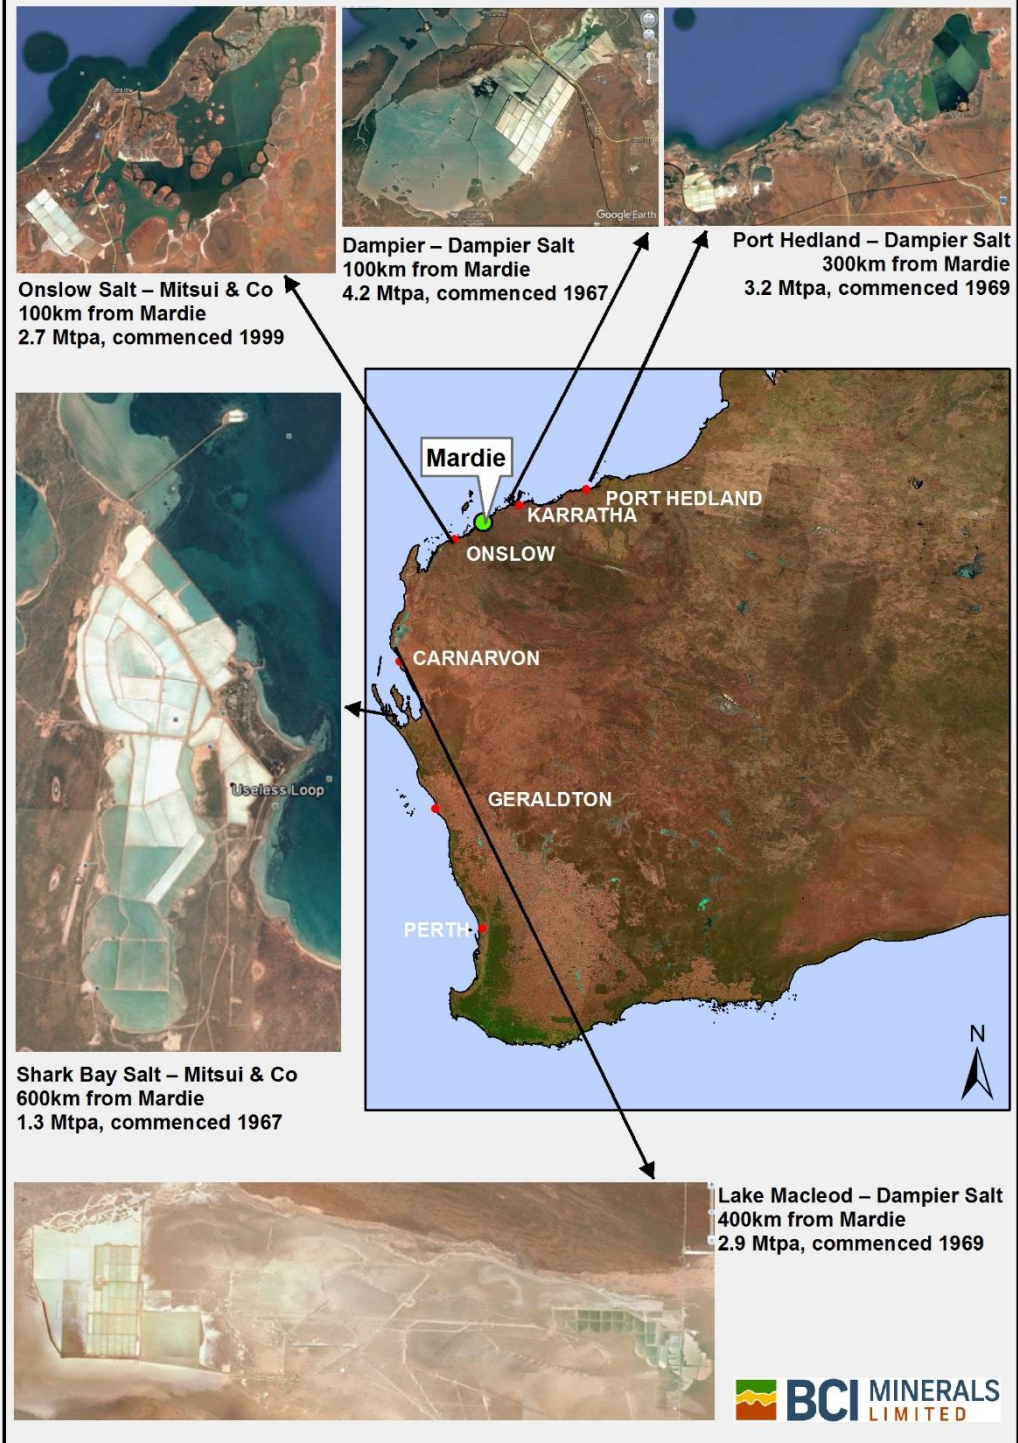 Google Earth
Onslow Salt – Mitsui & Co
100km from Mardie
2.7 Mtpa, commenced 1999
Dampier – Dampier Salt
100km from Mardie
4.2 Mtpa, commenced 1967
Port Hedland – Dampier Salt
300km from Mardie
3.2 Mtpa, commenced 1969
Mardie
PORT HEDLAND
KARRATHA
ONSLOW
CARNARVON
GERALDTON
PERTH
N
Useless Loop
Shark Bay Salt – Mitsui & Co
600km from Mardie
1.3 Mtpa, commenced 1967
Lake Macleod – Dampier Salt
400km from Mardie
2.9 Mtpa, commenced 1969
BCI MINERALS
LIMITED